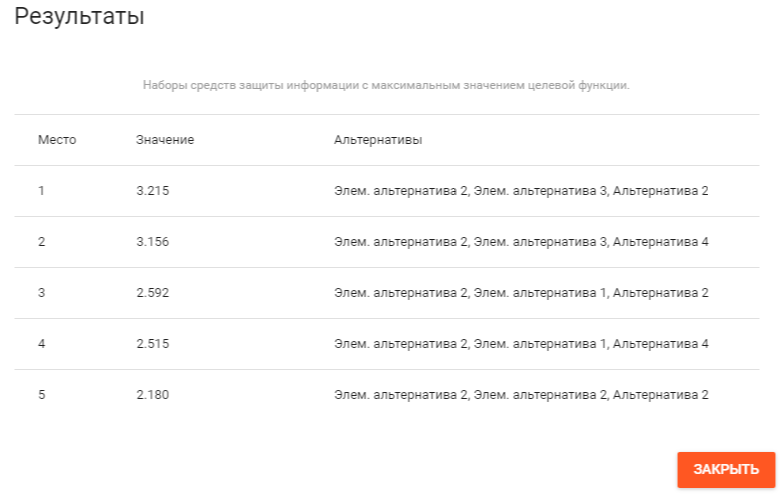 Результаты
Наборы средств защиты информации с максимальным значением целевой функции.
Место Значение Альтернативы
1 3.215 Элем. альтернатива 2, Элем. альтернатива 3, Альтернатива 2
2 3.156 Элем. альтернатива 2, Элем. альтернатива 3, Альтернатива 4
3 2.592 Элем. альтернатива 2, Элем. альтернатива 1, Альтернатива 2
4 2.515 Элем. альтернатива 2, Элем. альтернатива 1, Альтернатива 4
5 2.180 Элем. альтернатива 2, Элем. альтернатива 2, Альтернатива 2
ЗАКРЫТЬ